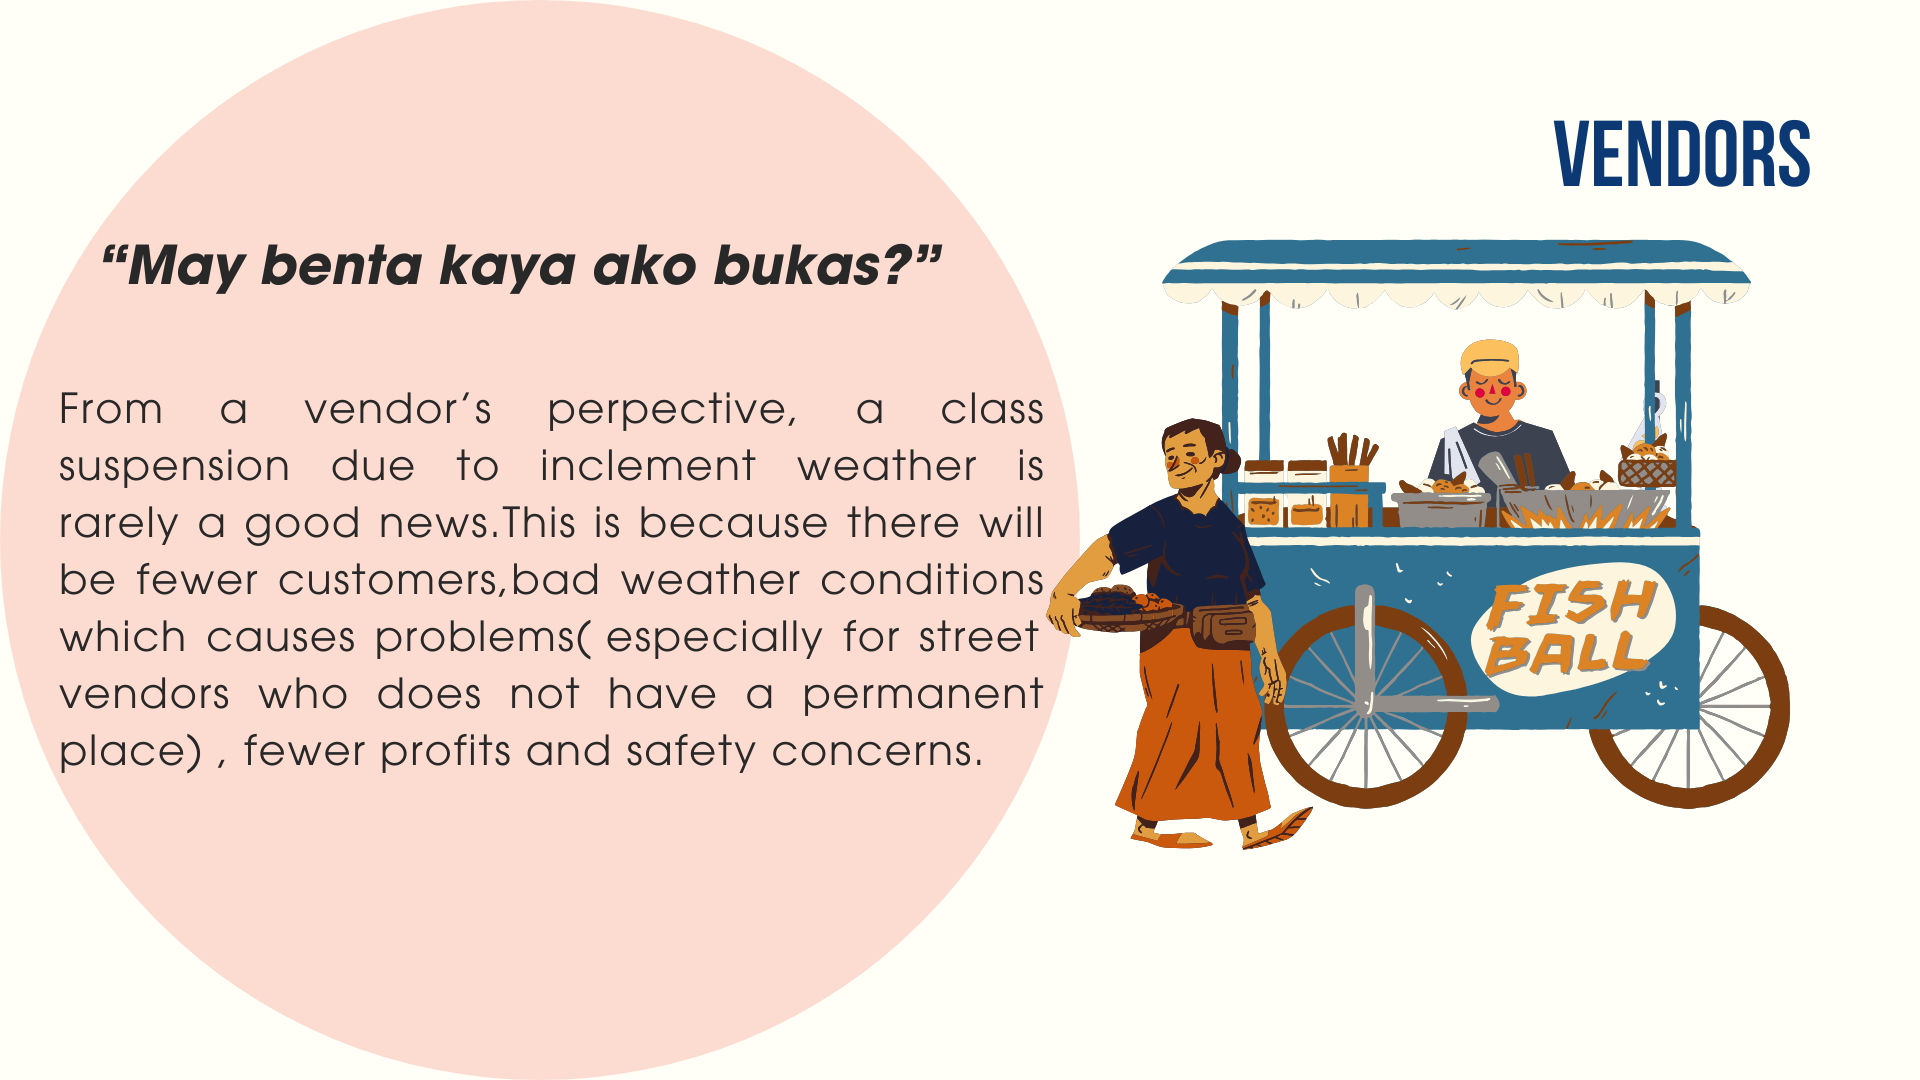 VENDORS
“May benta kaya ako bukas?”
From a vendor’s perpective, a class
suspension due to inclement weather is
rarely a good news.This is because there will
be fewer customers,bad weather conditions
which causes problems( especially for street
vendors who does not have a permanent
place) , fewer profits and safety concerns.
FISH
BALL